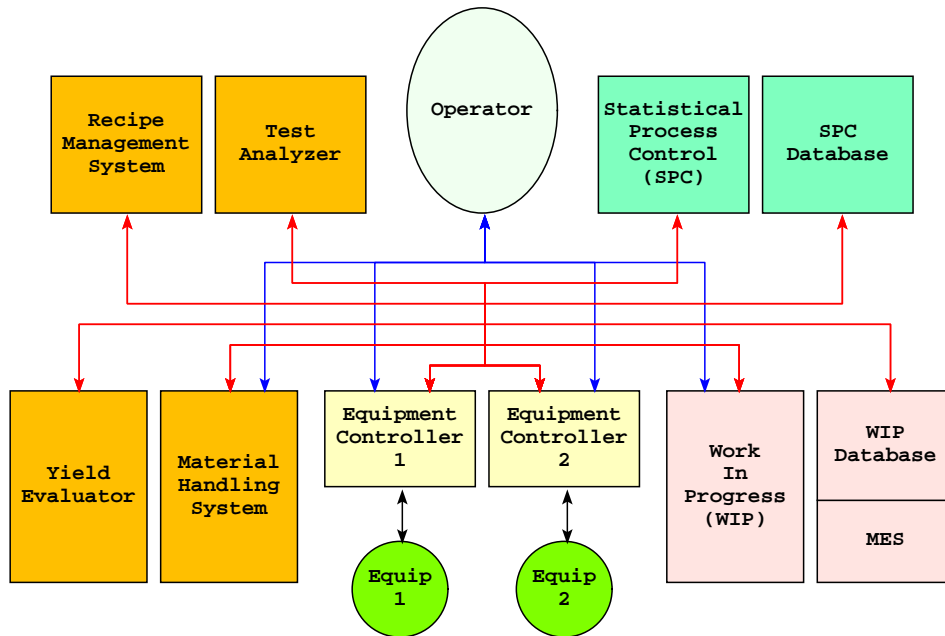 Recipe
Management
System
Test
Analyzer
Operator
Statistical
Process
Control
(SPC)
SPC
Database
Yield
Evaluator
Material
Handling
System
Equipment
Controller
1
Equipment
Controller
2
Work
In
Progress
(WIP)
WIP
Database
MES
Equip
1
Equip
2